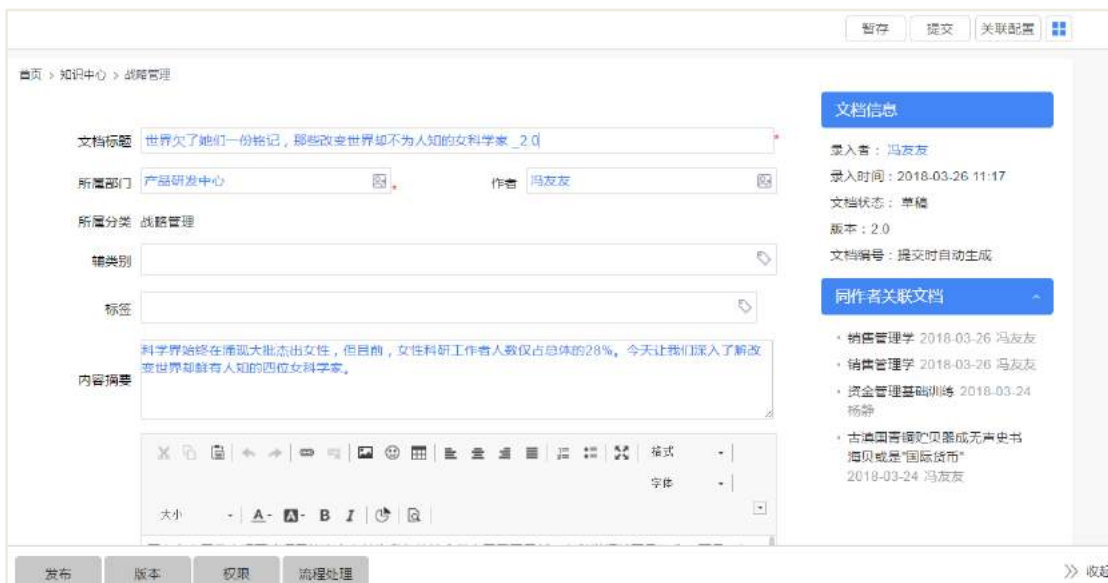 暂存 提交 关联配置
首页 > 知识中心 > 战略管理
文档标题 世界欠了她们一份铭记，那些改变世界却不为人知的女科学家 _2.0 *
所属部门 产品研发中心 * 作者 冯友友
所属分类 战略管理
辅类别
标签
内容摘要
科学界始终在涌现大批杰出女性，但目前，女性科研工作者人数仅占总体的28%。今天让我们深入了解改
变世界却鲜有人知的四位女科学家。
格式
字体
大小 A A B I
文档信息
录入者：冯友友
录入时间：2018-03-26 11:17
文档状态：草稿
版本：2.0
文档编号：提交时自动生成
同作者关联文档
销售管理学 2018-03-26 冯友友
销售管理学 2018-03-26 冯友友
资金管理基础训练 2018-03-24
杨静
古滇国青铜贮贝器成无声史书
海贝或是"国际货币"
2018-03-24 冯友友
发布 版本 权限 流程处理
收起